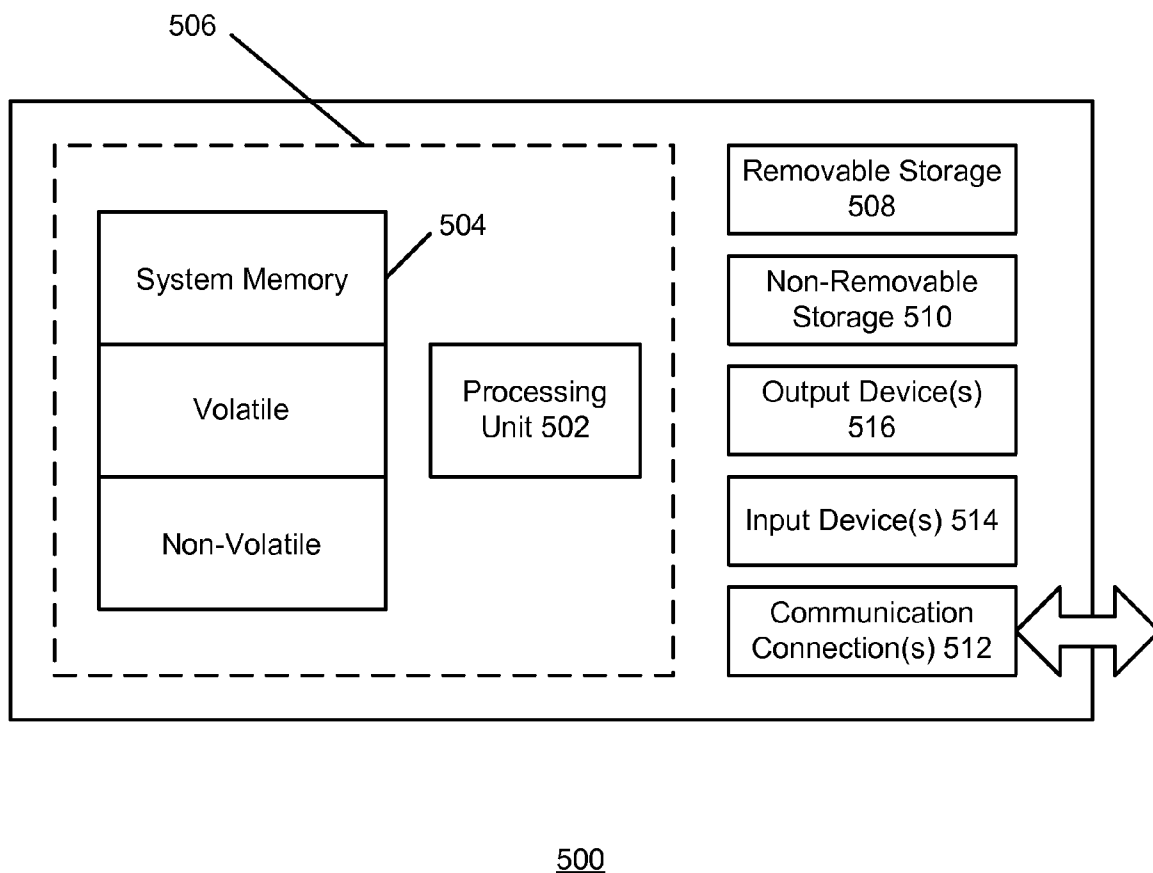 506
504
System Memory
Volatile
Non-Volatile
Processing
Unit 502
Removable Storage
508
Non-Removable
Storage 510
Output Device(s)
516
Input Device(s) 514
Communication
Connection(s) 512
500